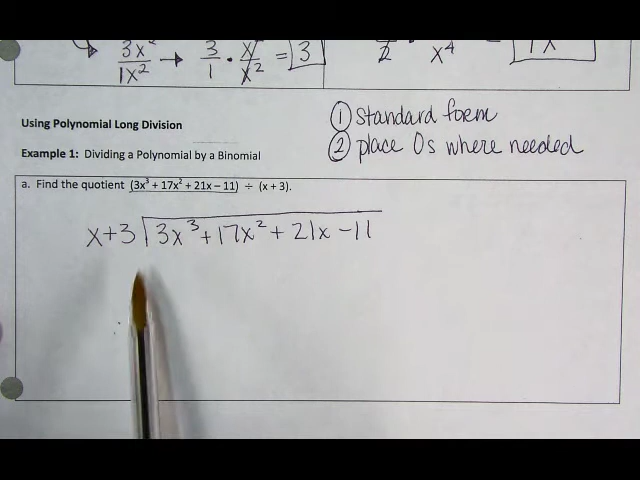 3x² / 1x² → 3/1 · x/x² = 3
2 x⁴ 1x
Using Polynomial Long Division
① standard form
② place 0s where needed
Example 1: Dividing a Polynomial by a Binomial
a. Find the quotient (3x³ + 17x² + 21x – 11) ÷ (x + 3).
x+3 3x³ + 17x² + 21x - 11